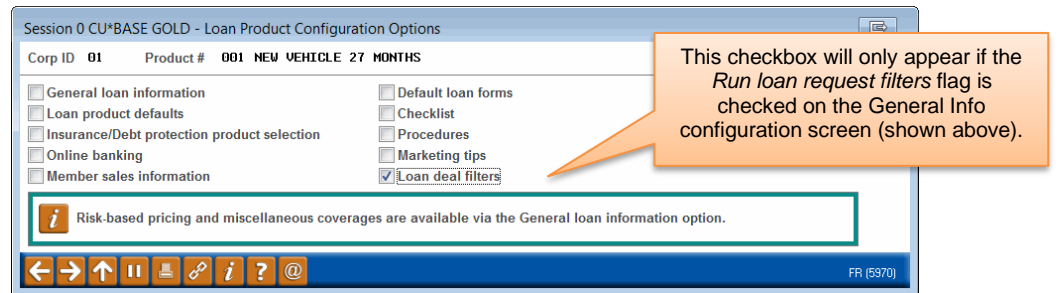 Session 0 CU*BASE GOLD - Loan Product Configuration Options
Corp ID 01 Product # 001 NEW VEHICLE 27 MONTHS
General loan information
Loan product defaults
Insurance/Debt protection product selection
Online banking
Member sales information
Default loan forms
Checklist
Procedures
Marketing tips
Loan deal filters
This checkbox will only appear if the
Run loan request filters flag is
checked on the General Info
configuration screen (shown above).
i Risk-based pricing and miscellaneous coverages are available via the General loan information option.
i ? @ FR (5970)